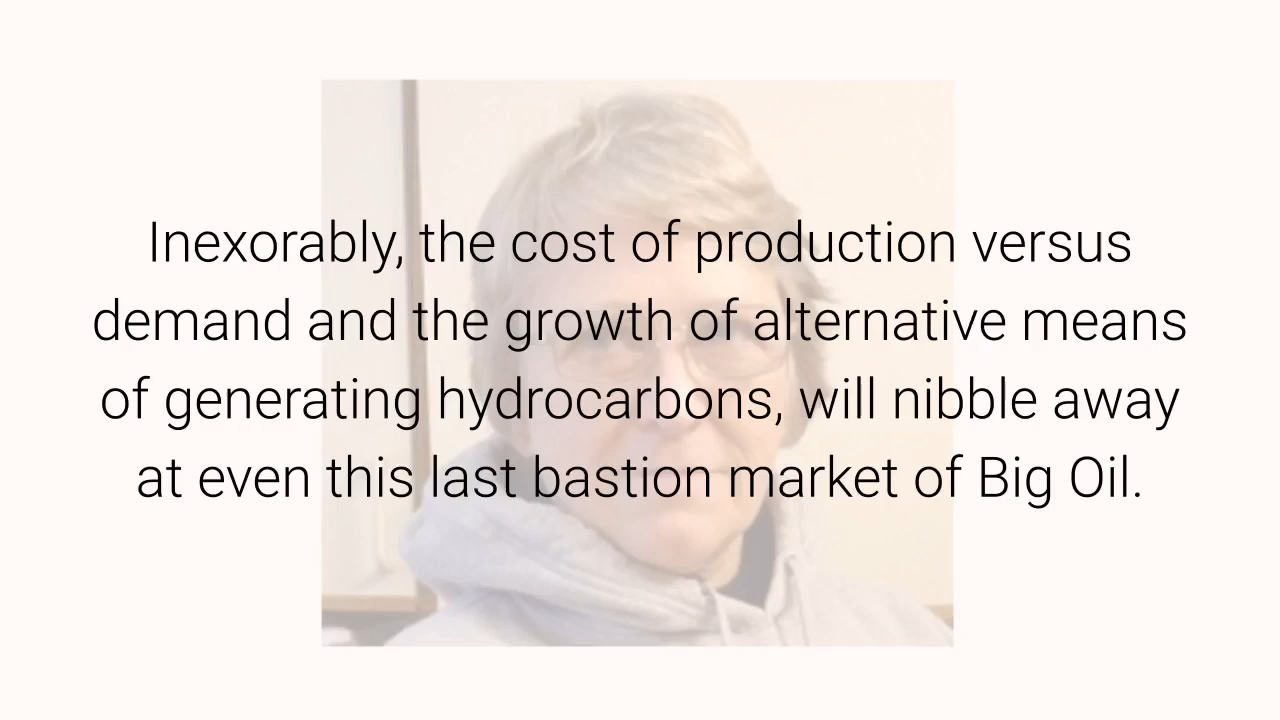 Inexorably, the cost of production versus
demand and the growth of alternative means
of generating hydrocarbons, will nibble away
at even this last bastion market of Big Oil.